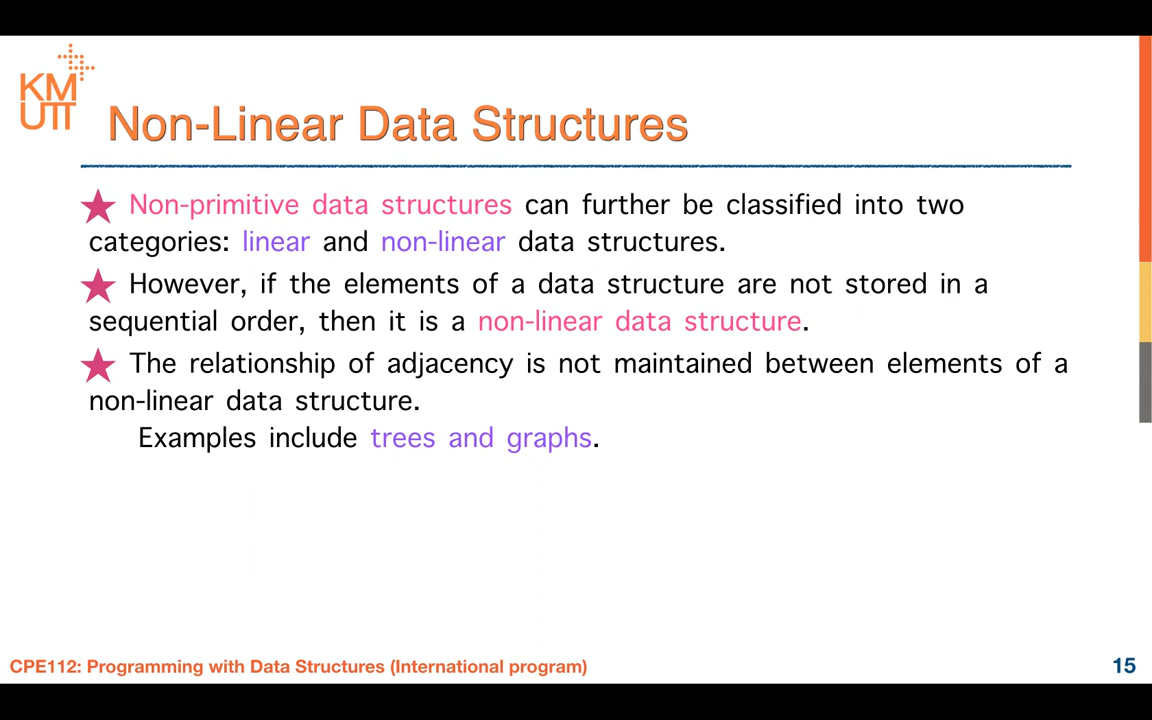 KM
UTT
Non-Linear Data Structures
Non-primitive data structures can further be classified into two
categories: linear and non-linear data structures.
However, if the elements of a data structure are not stored in a
sequential order, then it is a non-linear data structure.
The relationship of adjacency is not maintained between elements of a
non-linear data structure.
Examples include trees and graphs.
CPE112: Programming with Data Structures (International program)
15